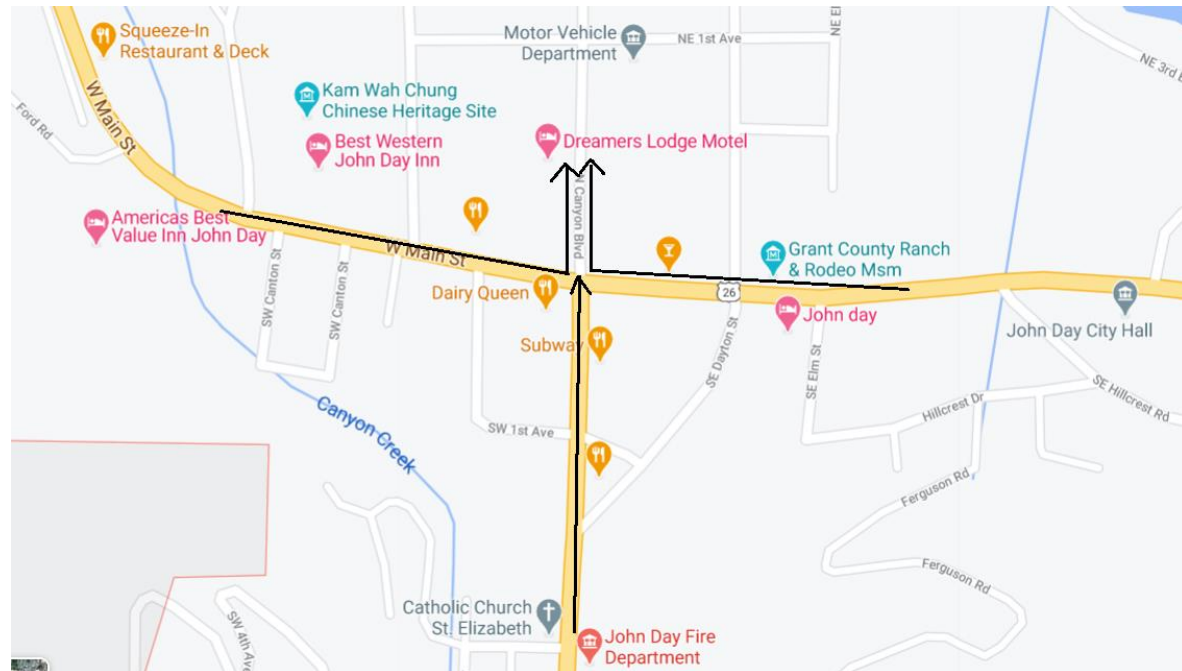 Squeeze-In
Restaurant & Deck
Motor Vehicle
Department
NE 1st Ave
NE El
NE 3rd
W Main St
Ford Rd
Kam Wah Chung
Chinese Heritage Site
Best Western
John Day Inn
Dreamers Lodge Motel
N Canyon Blvd
Americas Best
Value Inn John Day
W Main St
Grant County Ranch
& Rodeo Msm
SW Canton St
SW Canton St
Dairy Queen
26
John day
John Day City Hall
Subway
SE Dayton St
SE Elm St
Hillcrest Dr
SE Hillcrest Rd
Canyon Creek
SW 1st Ave
Ferguson Rd
Ferguson Rd
Catholic Church
St. Elizabeth
SW 4th Ave
John Day Fire
Department